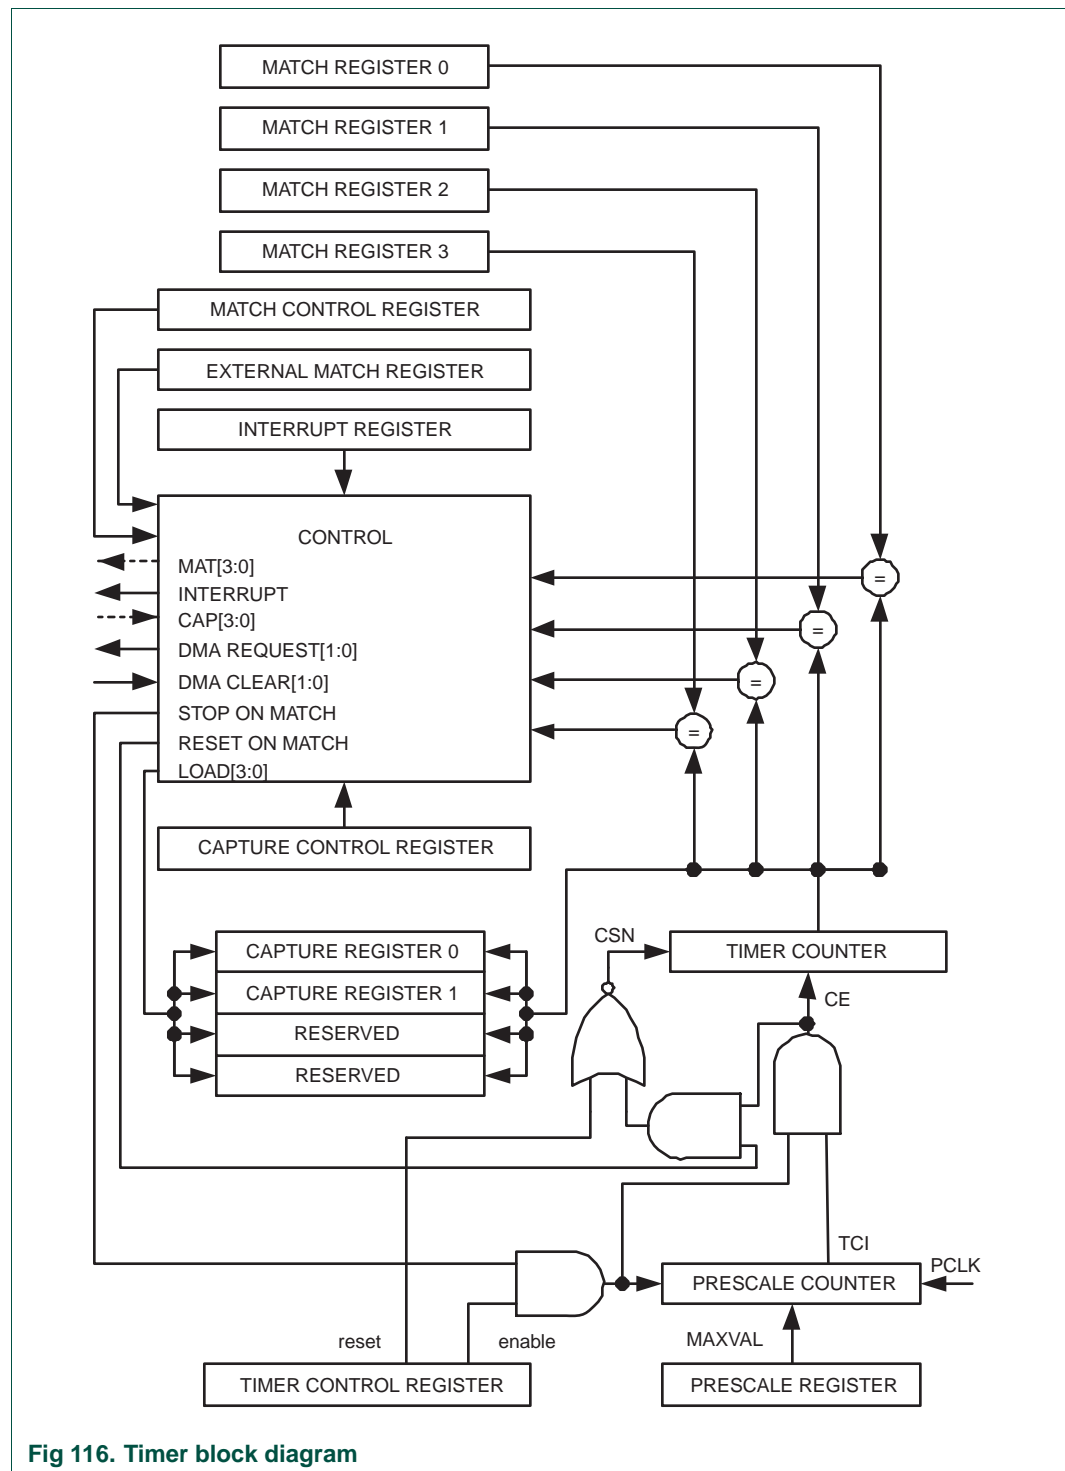 MATCH REGISTER 0
MATCH REGISTER 1
MATCH REGISTER 2
MATCH REGISTER 3
MATCH CONTROL REGISTER
EXTERNAL MATCH REGISTER
INTERRUPT REGISTER
CONTROL
MAT[3:0]
INTERRUPT
CAP[3:0]
DMA REQUEST[1:0]
DMA CLEAR[1:0]
STOP ON MATCH
RESET ON MATCH
LOAD[3:0]
=
=
=
=
CAPTURE CONTROL REGISTER
CSN
TIMER COUNTER
CE
CAPTURE REGISTER 0
CAPTURE REGISTER 1
RESERVED
RESERVED
TCI
PCLK
PRESCALE COUNTER
reset
enable
MAXVAL
TIMER CONTROL REGISTER
PRESCALE REGISTER
Fig 116. Timer block diagram